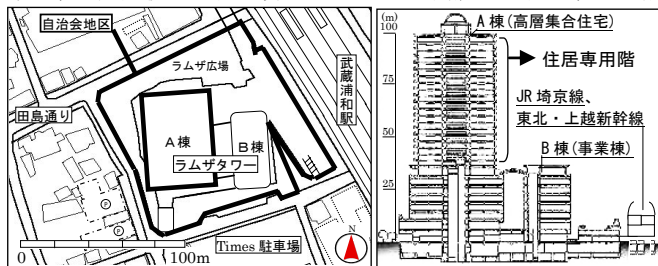 自治会地区
ラムザ広場
武蔵浦和駅
田島通り
A棟
B棟
ラムザタワー
P
P
0
100m
Times 駐車場
N
(m)
100
75
50
25
0
A棟(高層集合住宅)
住居専用階
JR 埼京線、
東北・上越新幹線
B棟(事業棟)